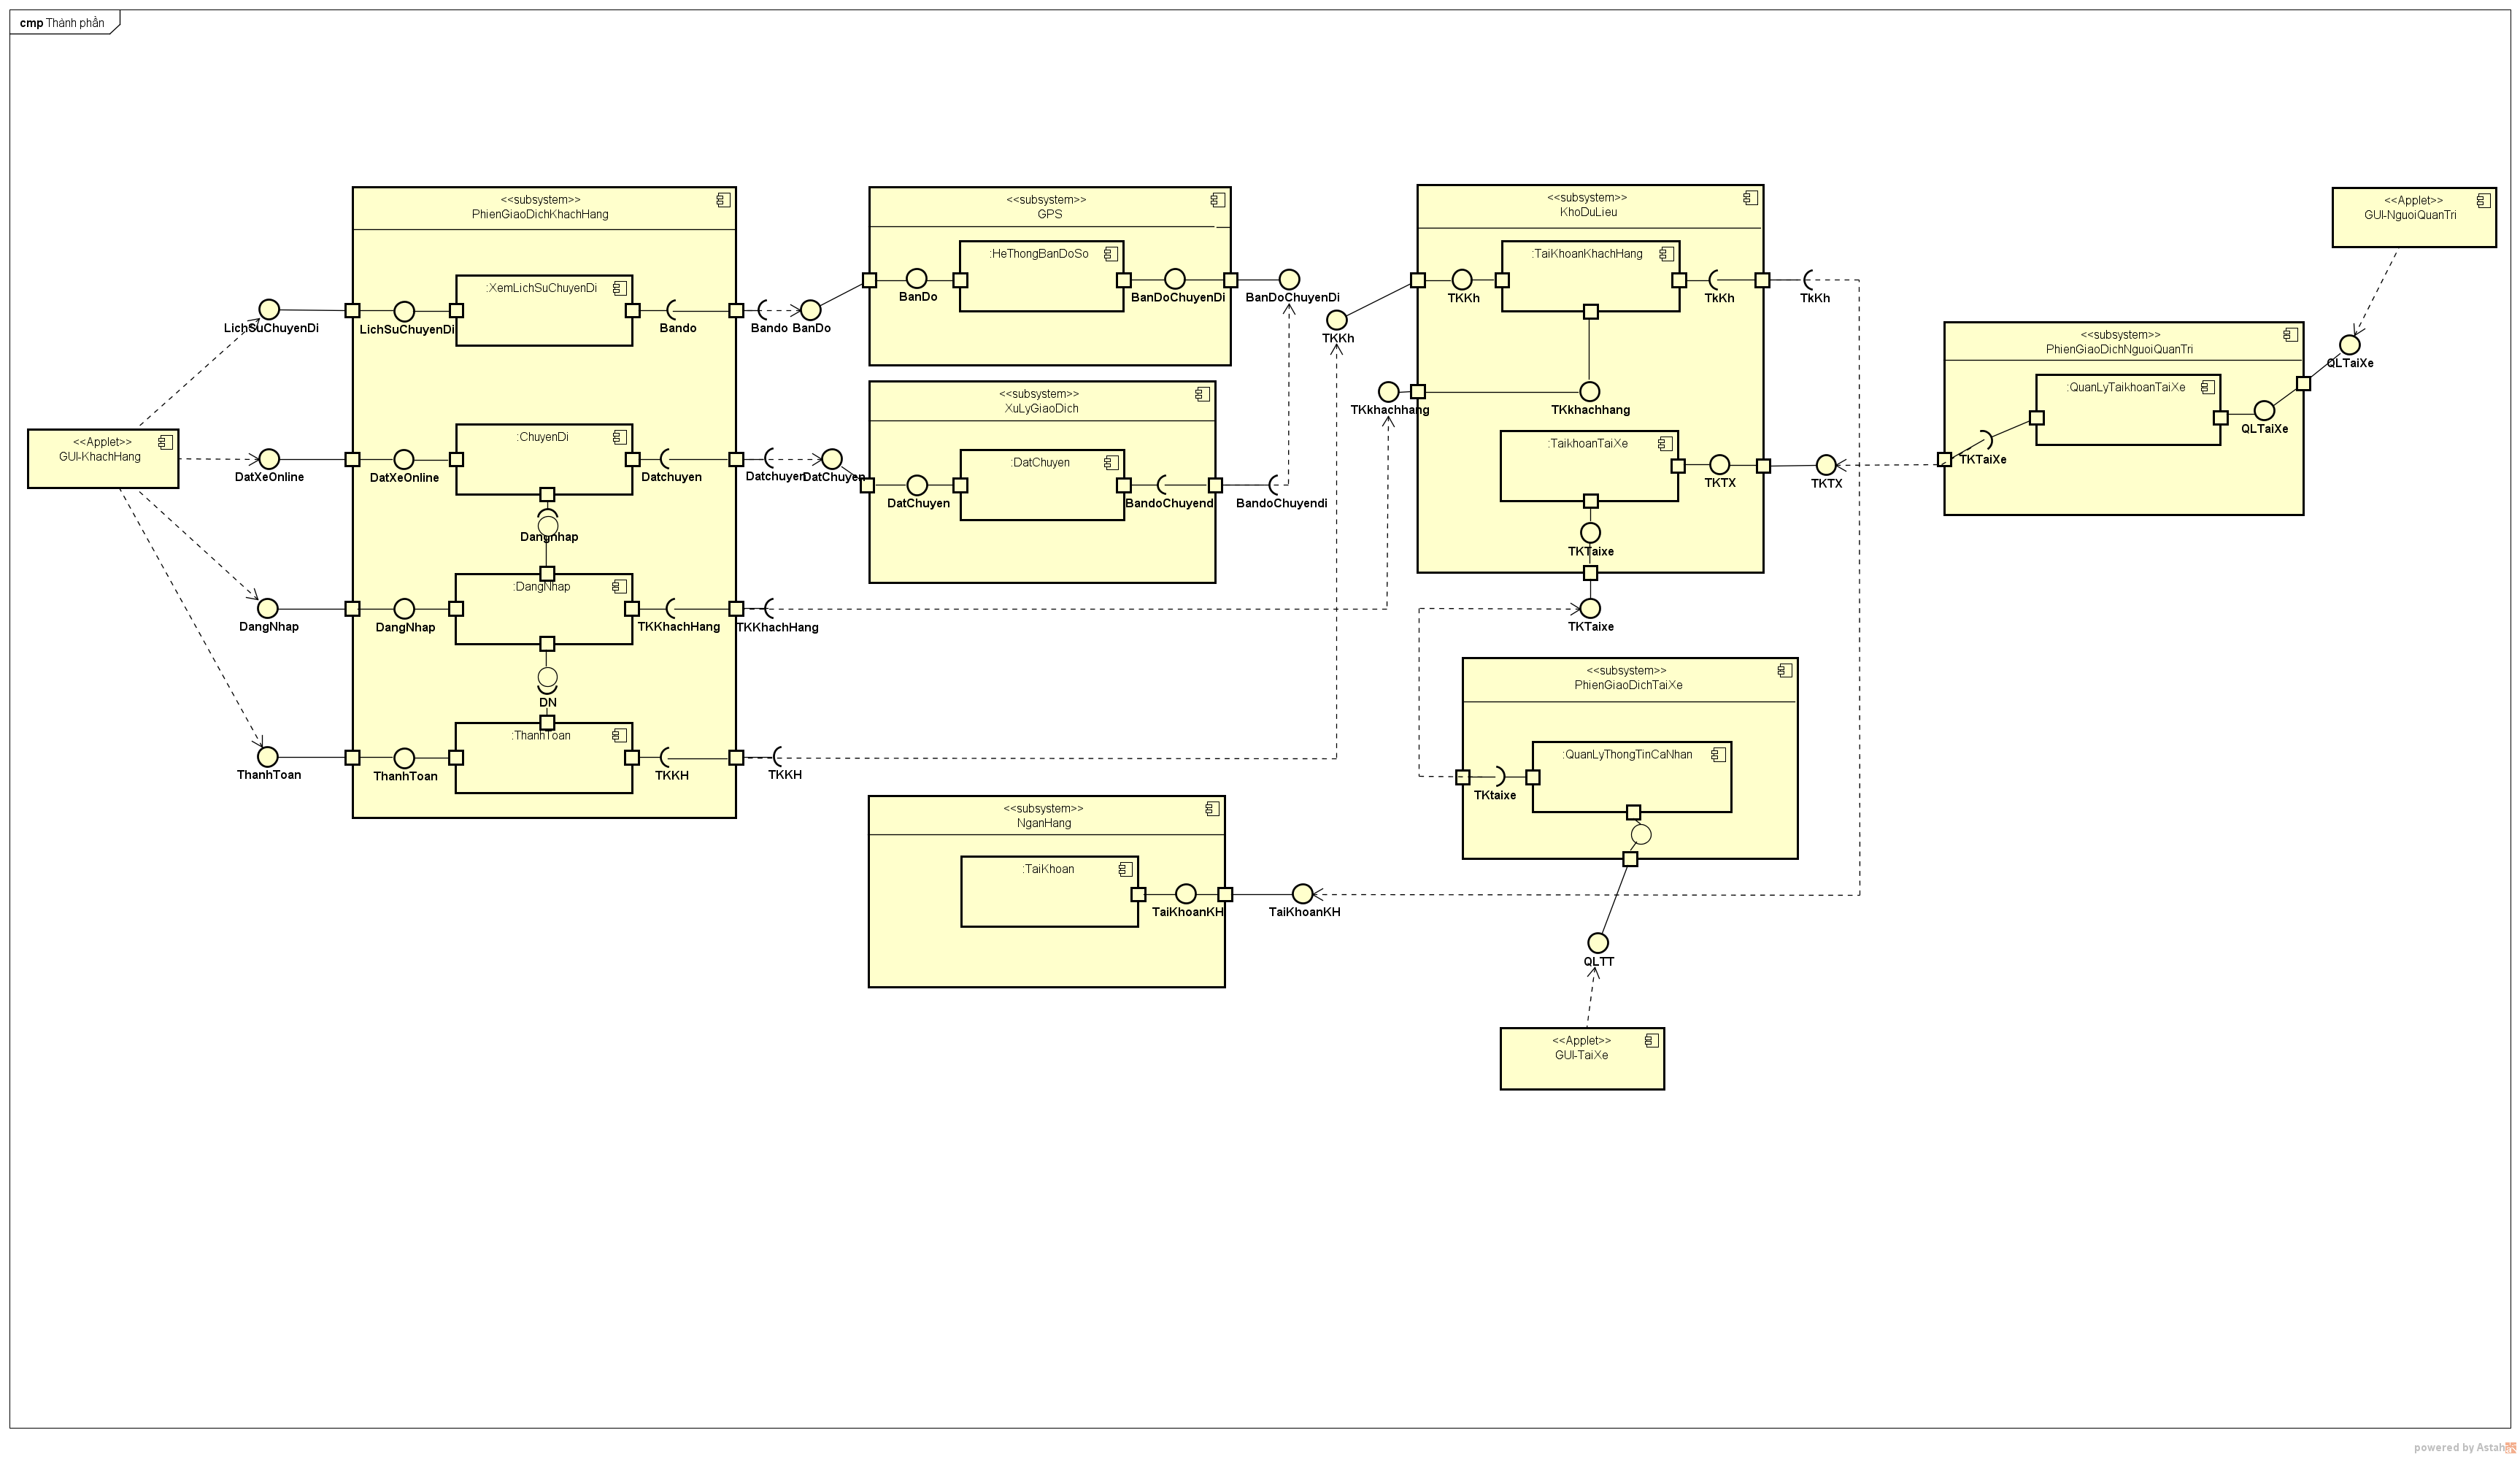 cmp Thành phần
<<subsystem>>
PhienGiaoDichKhachHang
:XemLichSuChuyenDi
LichSuChuyenDi
LichSuChuyenDi
Bando
Bando
BanDo
:ChuyenDi
DatXeOnline
DatXeOnline
Datchuyen
Datchuyen
DatChuyen
Dangnhap
:DangNhap
DangNhap
DangNhap
TKKhachHang
TKKhachHang
DN
:ThanhToan
ThanhToan
ThanhToan
TKKH
TKKH
<<Applet>>
GUI-KhachHang
<<subsystem>>
GPS
:HeThongBanDoSo
BanDo
BanDoChuyenDi
BanDoChuyenDi
<<subsystem>>
XuLyGiaoDich
:DatChuyen
DatChuyen
BandoChuyend
BandoChuyendi
<<subsystem>>
NganHang
:TaiKhoan
TaiKhoanKH
TaiKhoanKH
<<subsystem>>
KhoDuLieu
:TaiKhoanKhachHang
TKKh
TKKh
TkKh
TkKh
TKkhachhang
TKkhachhang
:TaikhoanTaiXe
TKTX
TKTX
TKTaixe
TKTaixe
<<subsystem>>
PhienGiaoDichTaiXe
:QuanLyThongTinCaNhan
TKtaixe
QLTT
<<Applet>>
GUI-TaiXe
<<subsystem>>
PhienGiaoDichNguoiQuanTri
:QuanLyTaikhoanTaiXe
TKTaiXe
QLTaiXe
QLTaiXe
<<Applet>>
GUI-NguoiQuanTri
powered by Astah